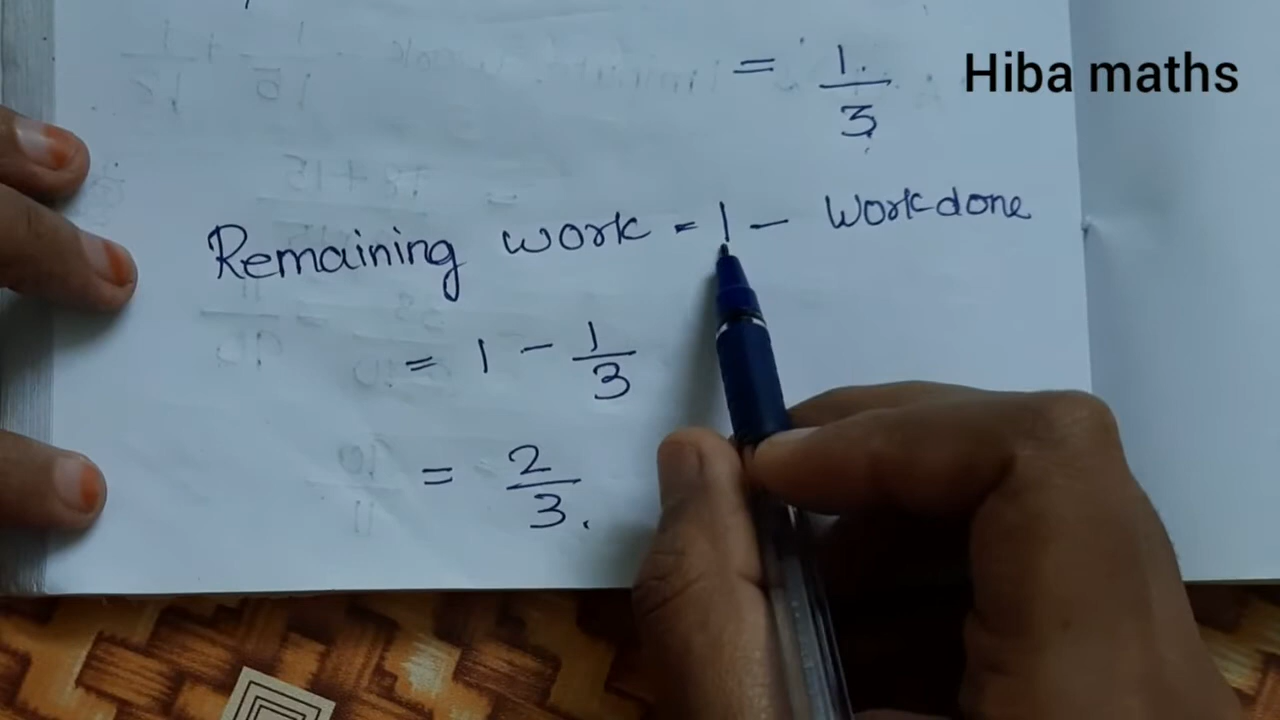 = 1/3
Hiba maths
Remaining work = 1 - Workdone
= 1 - 1/3
= 2/3.